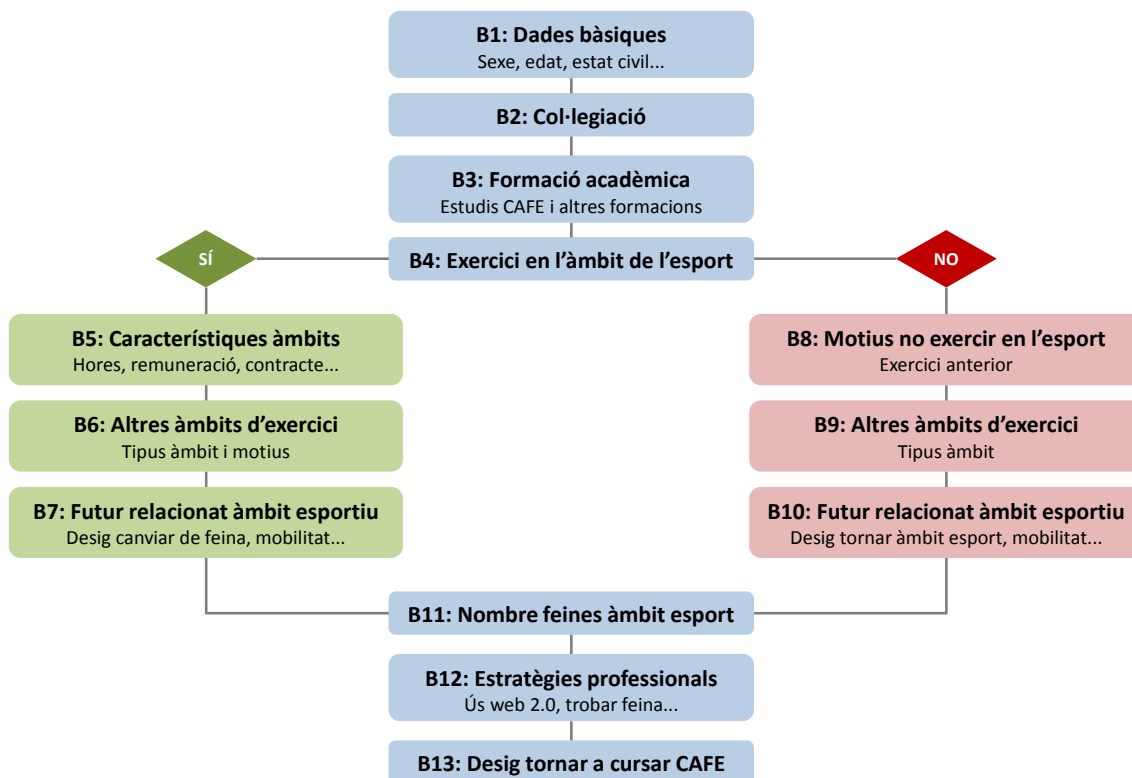 B1: Dades bàsiques
Sexe, edat, estat civil...
B2: Col·legiació
B3: Formació acadèmica
Estudis CAFE i altres formacions
SÍ
B4: Exercici en l’àmbit de l’esport
NO
B5: Característiques àmbits
Hores, remuneració, contracte...
B6: Altres àmbits d’exercici
Tipus àmbit i motius
B7: Futur relacionat àmbit esportiu
Desig canviar de feina, mobilitat...
B8: Motius no exercir en l’esport
Exercici anterior
B9: Altres àmbits d’exercici
Tipus àmbit
B10: Futur relacionat àmbit esportiu
Desig tornar àmbit esport, mobilitat...
B11: Nombre feines àmbit esport
B12: Estratègies professionals
Ús web 2.0, trobar feina...
B13: Desig tornar a cursar CAFE